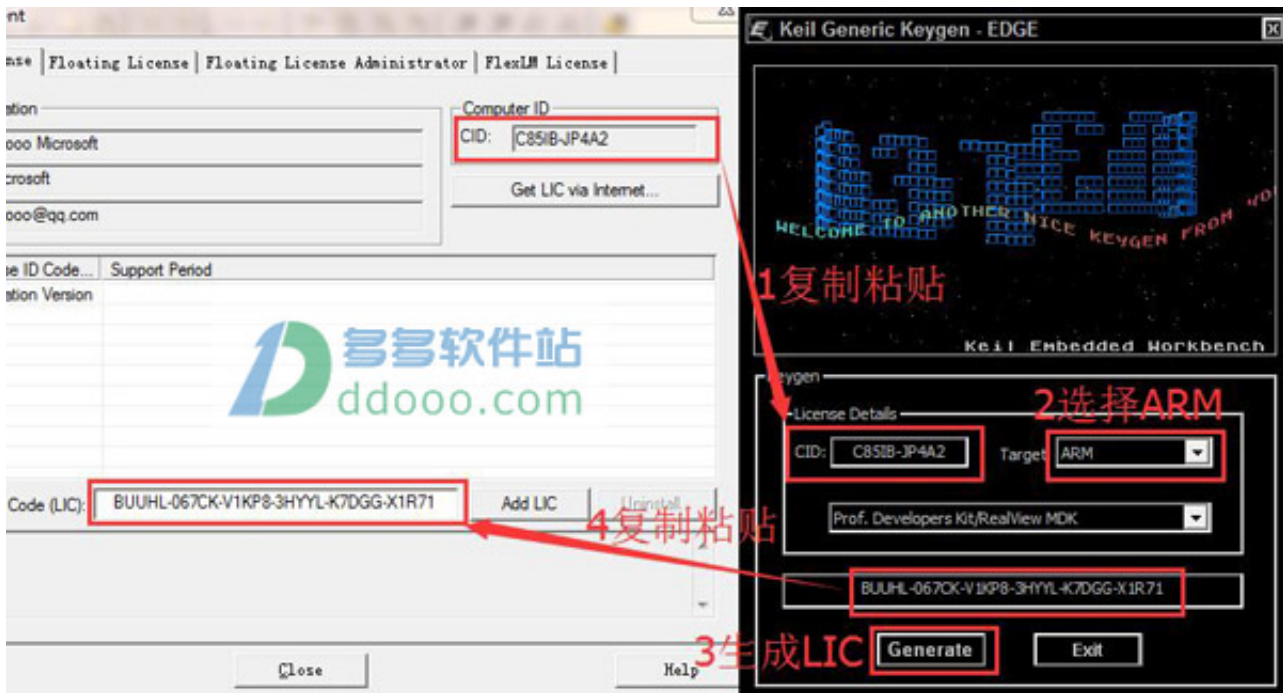 ent
nse Floating License Floating License Administrator FlexLM License
ation
ooo Microsoft
crosoft
ooo@qq.com
Computer ID
CID: C85IB-JP4A2
Get LIC via Internet...
se ID Code... Support Period
ation Version
多多软件站
ddooo.com
Code (LIC): BUUHL-067CK-V1KP8-3HYYL-K7DGG-X1R71 Add LIC Uninstall...
Close Help
Keil Generic Keygen - EDGE
WELCOME TO ANOTHER NICE KEYGEN FROM
1复制粘贴
Keil Embedded Workbench
Keygen
2选择ARM
License Details
CID: C85IB-JP4A2 Target ARM
Prof. Developers Kit/RealView MDK
4复制粘贴
BUUHL-067CK-V1KP8-3HYYL-K7DGG-X1R71
3生成LIC Generate Exit